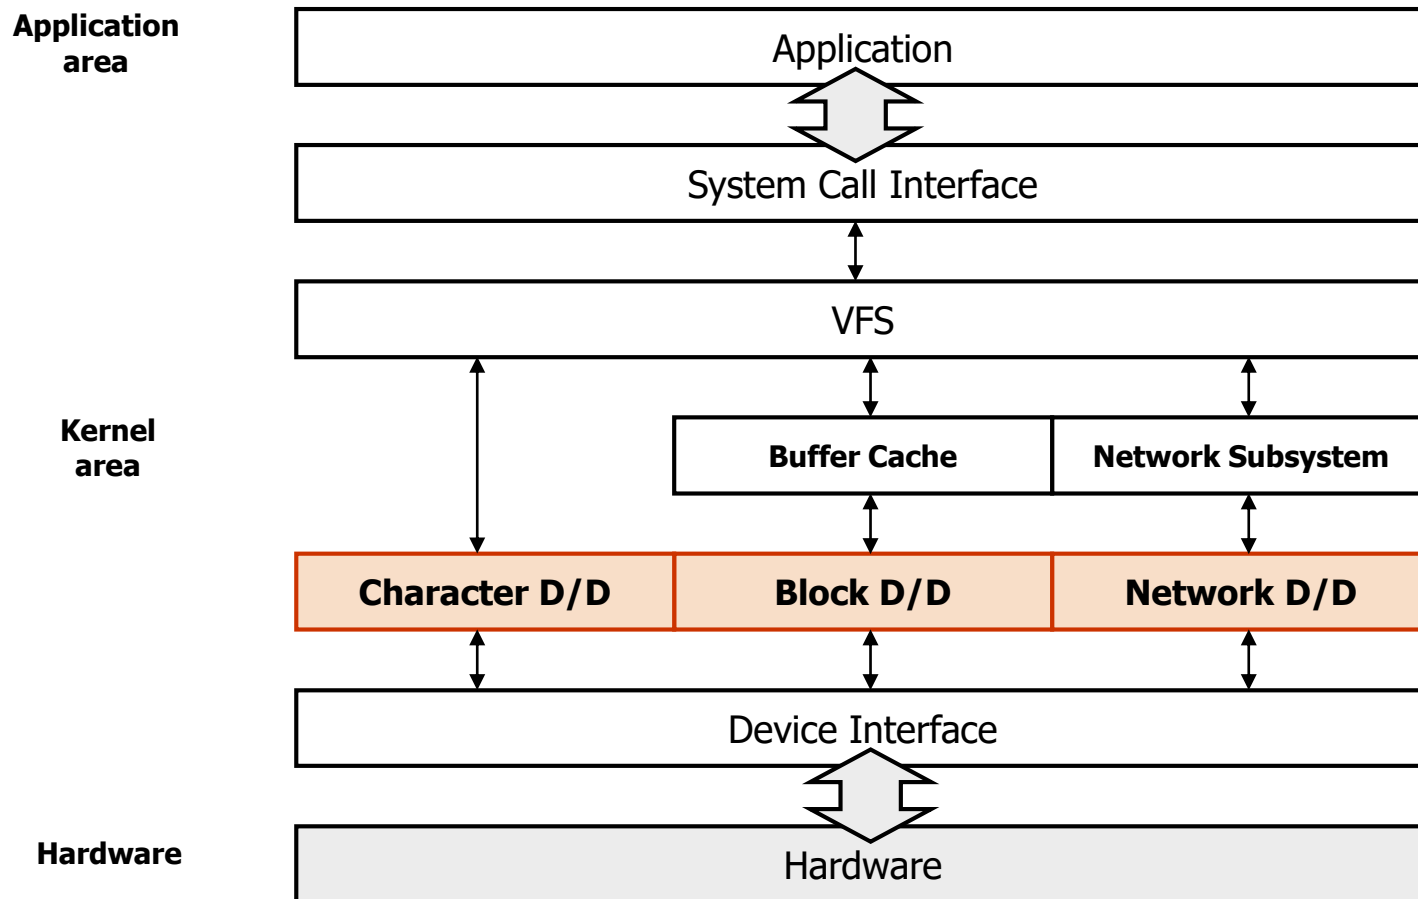 Application
area
Application
System Call Interface
VFS
Kernel
area
Buffer Cache
Network Subsystem
Character D/D
Block D/D
Network D/D
Device Interface
Hardware
Hardware